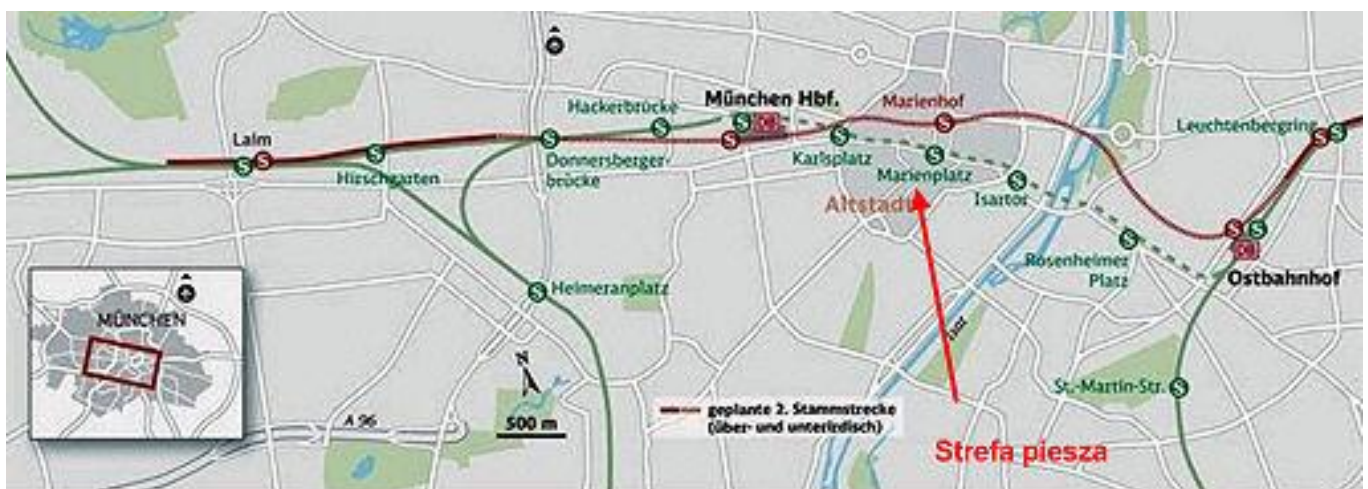 Hackerbrücke
München Hbf.
Marienhof
Laim
Leuchtenbergring
Hirschgarten
Donnersberger-
brücke
Karlsplatz
Marienplatz
Isartor
Altstadt
Rosenheimer
Platz
Ostbahnhof
Heimeranplatz
MÜNCHEN
Isar
N
500 m
St.-Martin-Str.
A 96
geplante 2. Stammstrecke
(über- und unterirdisch)
Strefa piesza